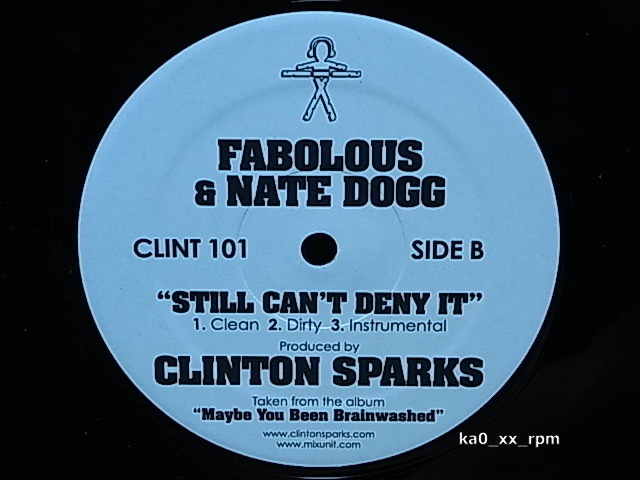 FABOLOUS
& NATE DOGG
CLINT 101
SIDE B
"STILL CAN'T DENY IT"
1. Clean 2. Dirty 3. Instrumental
Produced by
CLINTON SPARKS
Taken from the album
"Maybe You Been Brainwashed"
www.clintonsparks.com
www.mixunit.com
ka0_xx_rpm